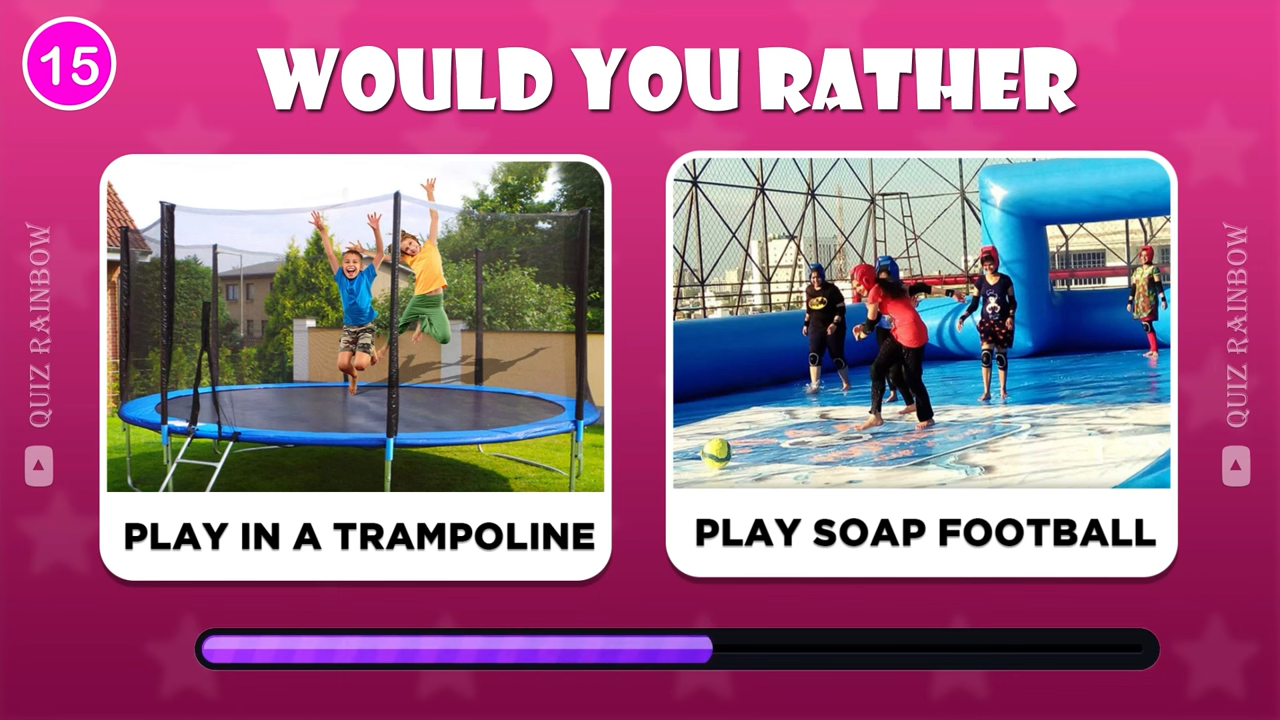 15
WOULD YOU RATHER
QUIZ RAINBOW
PLAY IN A TRAMPOLINE
PLAY SOAP FOOTBALL
QUIZ RAINBOW